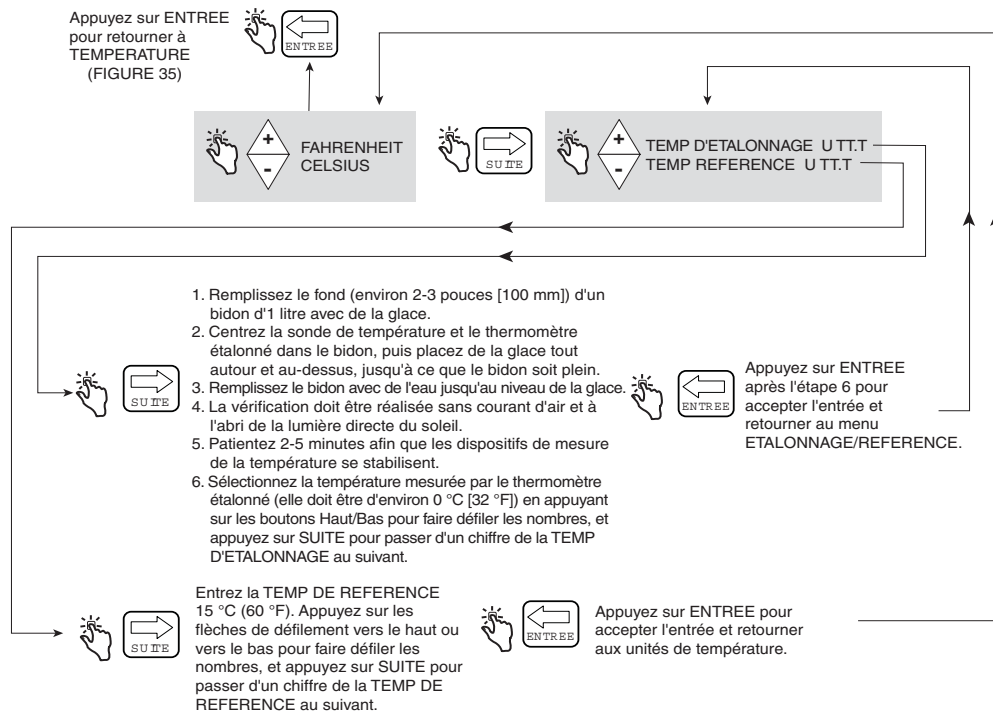 Appuyez sur ENTREE
pour retourner à
TEMPERATURE
(FIGURE 35)
ENTREE
+
-
FAHRENHEIT
CELSIUS
SUITE
+
-
TEMP D'ETALONNAGE U TT.T
TEMP REFERENCE U TT.T
SUITE
1. Remplissez le fond (environ 2-3 pouces [100 mm]) d'un
bidon d'1 litre avec de la glace.
2. Centrez la sonde de température et le thermomètre
étalonné dans le bidon, puis placez de la glace tout
autour et au-dessus, jusqu'à ce que le bidon soit plein.
3. Remplissez le bidon avec de l'eau jusqu'au niveau de la glace.
4. La vérification doit être réalisée sans courant d'air et à
l'abri de la lumière directe du soleil.
5. Patientez 2-5 minutes afin que les dispositifs de mesure
de la température se stabilisent.
6. Sélectionnez la température mesurée par le thermomètre
étalonné (elle doit être d'environ 0 °C [32 °F]) en appuyant
sur les boutons Haut/Bas pour faire défiler les nombres, et
appuyez sur SUITE pour passer d'un chiffre de la TEMP
D'ETALONNAGE au suivant.
ENTREE
Appuyez sur ENTREE
après l'étape 6 pour
accepter l'entrée et
retourner au menu
ETALONNAGE/REFERENCE.
SUITE
Entrez la TEMP DE REFERENCE
15 °C (60 °F). Appuyez sur les
flèches de défilement vers le haut ou
vers le bas pour faire défiler les
nombres, et appuyez sur SUITE pour
passer d'un chiffre de la TEMP DE
REFERENCE au suivant.
ENTREE
Appuyez sur ENTREE pour
accepter l'entrée et retourner
aux unités de température.